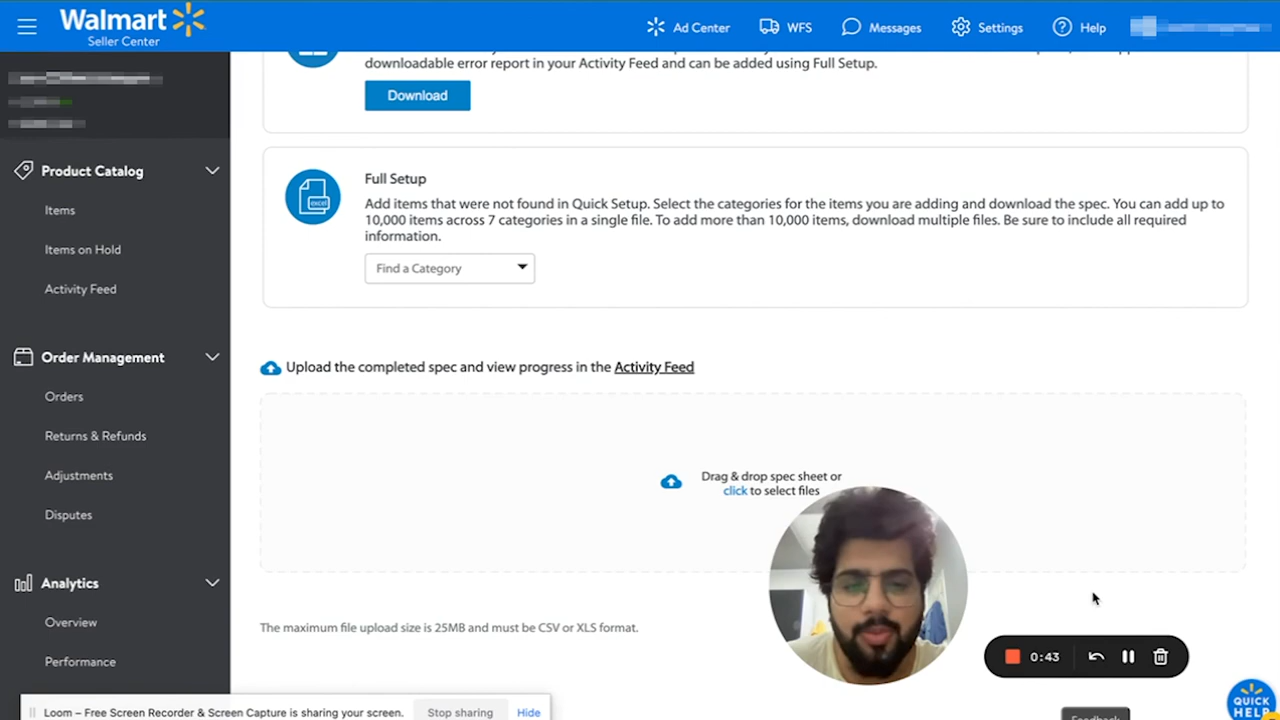 Walmart
Seller Center
Ad Center
WFS
Messages
Settings
Help
Product Catalog
Items
Items on Hold
Activity Feed
Order Management
Orders
Returns & Refunds
Adjustments
Disputes
Analytics
Overview
Performance
downloadable error report in your Activity Feed and can be added using Full Setup.
Download
excel
Full Setup
Add items that were not found in Quick Setup. Select the categories for the items you are adding and download the spec. You can add up to
10,000 items across 7 categories in a single file. To add more than 10,000 items, download multiple files. Be sure to include all required
information.
Find a Category
Upload the completed spec and view progress in the Activity Feed
Drag & drop spec sheet or
click to select files
The maximum file upload size is 25MB and must be CSV or XLS format.
0:43
Loom – Free Screen Recorder & Screen Capture is sharing your screen.
Stop sharing
Hide
Feedback
QUICK
HELP